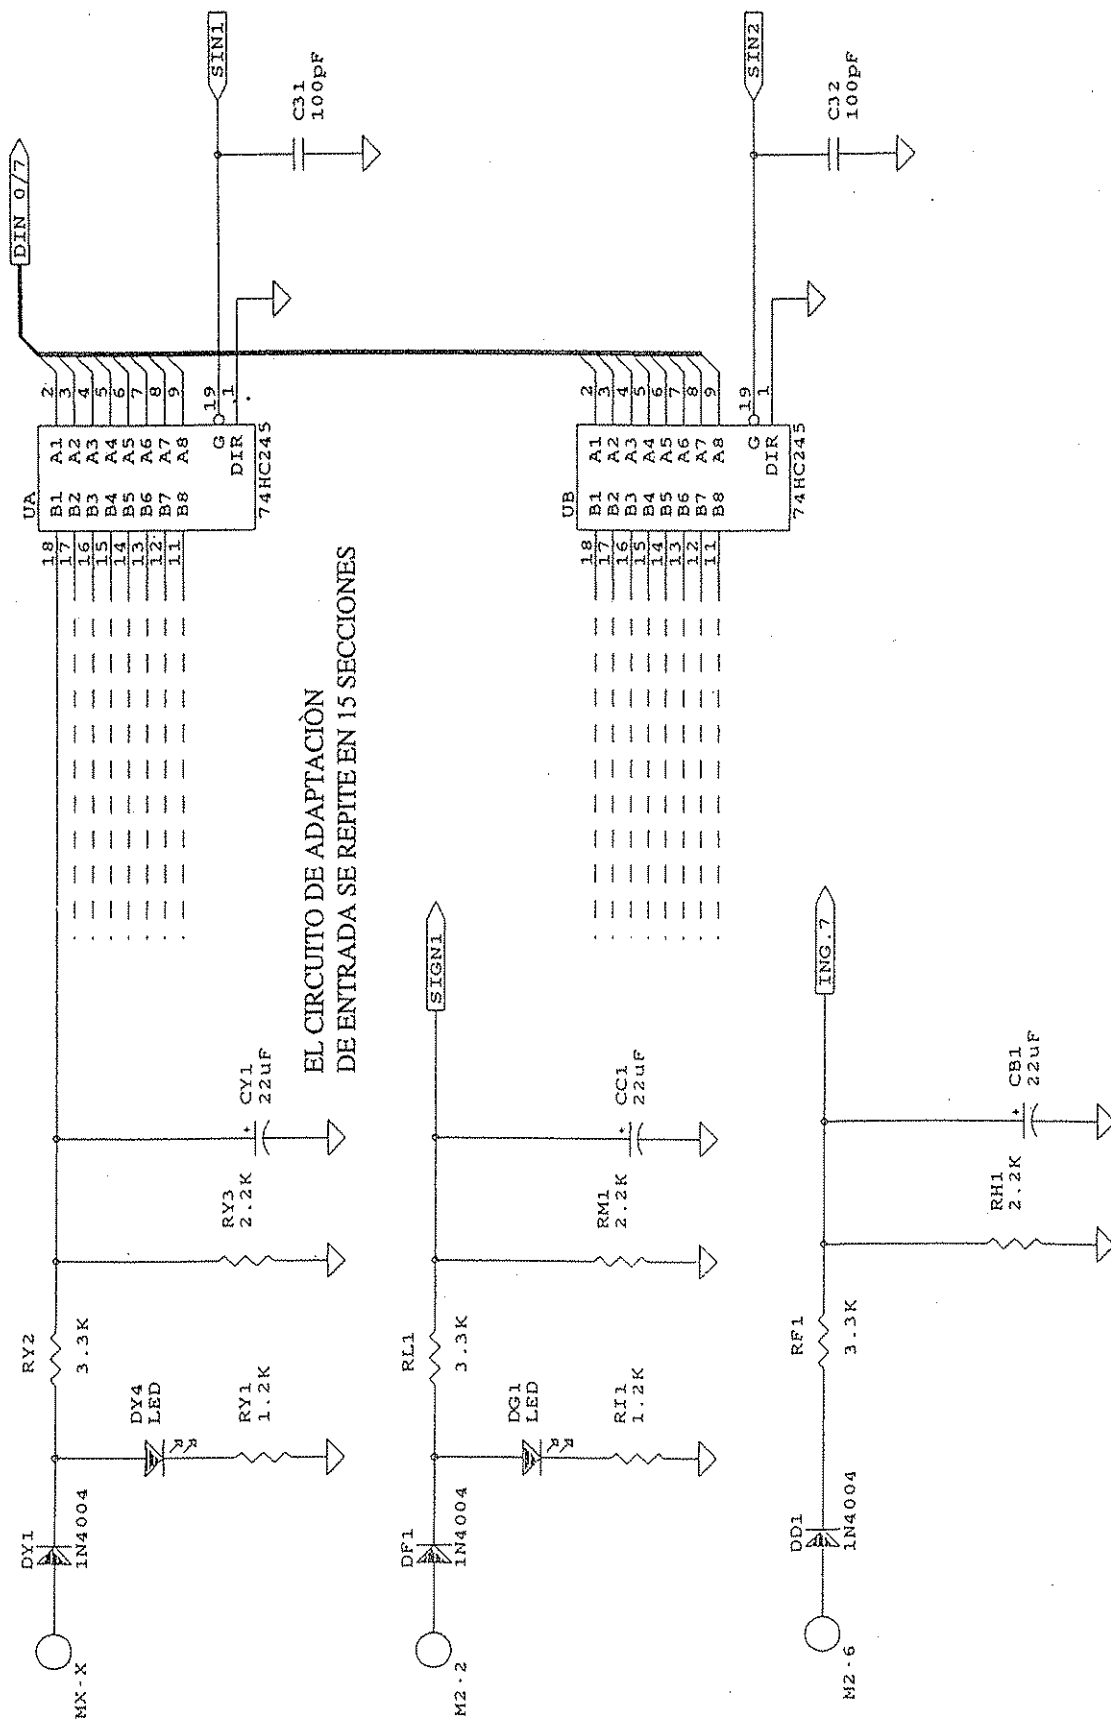 DIN 0/7
UA
18 B1 A1 2
17 B2 A2 3
16 B3 A3 4
15 B4 A4 5
14 B5 A5 6
13 B6 A6 7
12 B7 A7 8
11 B8 A8 9
G 19
DIR 1
74HC245
SIN1
C31
100pF
MX-X
DY1
1N4004
DY4
LED
RY1
1.2K
RY2
3.3K
RY3
2.2K
CY1
+
22uF
EL CIRCUITO DE ADAPTACIÒN
DE ENTRADA SE REPITE EN 15 SECCIONES
M2-2
DF1
1N4004
DG1
LED
RI1
1.2K
RL1
3.3K
RM1
2.2K
CC1
+
22uF
SIGN1
UB
18 B1 A1 2
17 B2 A2 3
16 B3 A3 4
15 B4 A4 5
14 B5 A5 6
13 B6 A6 7
12 B7 A7 8
11 B8 A8 9
G 19
DIR 1
74HC245
SIN2
C32
100pF
M2-6
DD1
1N4004
RF1
3.3K
RH1
2.2K
CB1
+
22uF
ING.7